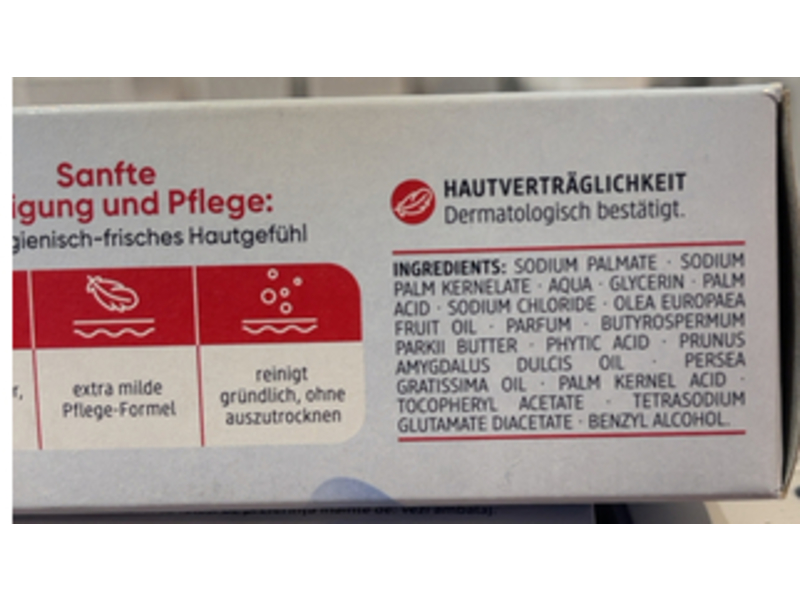 Sanfte
igung und Pflege:
gienisch-frisches Hautgefühl
extra milde
Pflege-Formel
reinigt
gründlich, ohne
auszutrocknen
HAUTVERTRÄGLICHKEIT
Dermatologisch bestätigt.
INGREDIENTS: SODIUM PALMATE · SODIUM
PALM KERNELATE · AQUA · GLYCERIN · PALM
ACID · SODIUM CHLORIDE · OLEA EUROPAEA
FRUIT OIL · PARFUM · BUTYROSPERMUM
PARKII BUTTER · PHYTIC ACID · PRUNUS
AMYGDALUS DULCIS OIL · PERSEA
GRATISSIMA OIL · PALM KERNEL ACID ·
TOCOPHERYL ACETATE · TETRASODIUM
GLUTAMATE DIACETATE · BENZYL ALCOHOL.